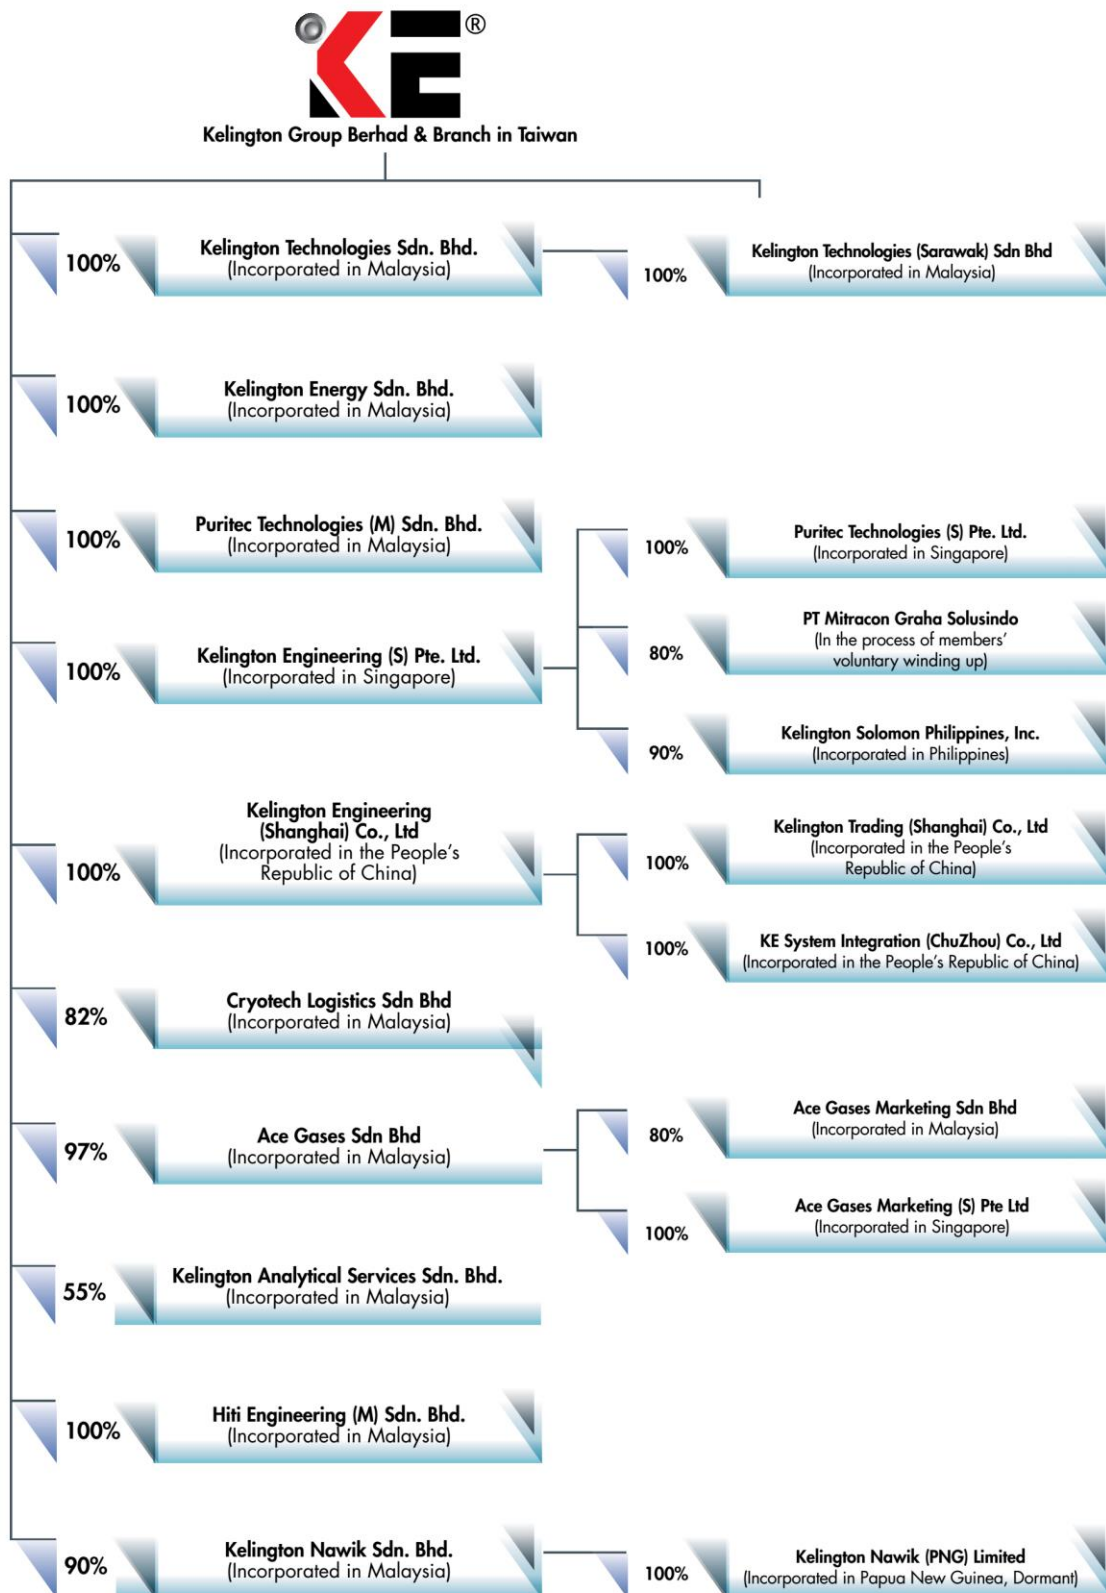 KE®
Kelington Group Berhad & Branch in Taiwan
100%
Kelington Technologies Sdn. Bhd.
(Incorporated in Malaysia)
100%
Kelington Technologies (Sarawak) Sdn Bhd
(Incorporated in Malaysia)
100%
Kelington Energy Sdn. Bhd.
(Incorporated in Malaysia)
100%
Puritec Technologies (M) Sdn. Bhd.
(Incorporated in Malaysia)
100%
Kelington Engineering (S) Pte. Ltd.
(Incorporated in Singapore)
100%
Puritec Technologies (S) Pte. Ltd.
(Incorporated in Singapore)
80%
PT Mitracon Graha Solusindo
(In the process of members’
voluntary winding up)
90%
Kelington Solomon Philippines, Inc.
(Incorporated in Philippines)
100%
Kelington Engineering
(Shanghai) Co., Ltd
(Incorporated in the People’s
Republic of China)
100%
Kelington Trading (Shanghai) Co., Ltd
(Incorporated in the People’s
Republic of China)
100%
KE System Integration (ChuZhou) Co., Ltd
(Incorporated in the People’s Republic of China)
82%
Cryotech Logistics Sdn Bhd
(Incorporated in Malaysia)
97%
Ace Gases Sdn Bhd
(Incorporated in Malaysia)
80%
Ace Gases Marketing Sdn Bhd
(Incorporated in Malaysia)
100%
Ace Gases Marketing (S) Pte Ltd
(Incorporated in Singapore)
55%
Kelington Analytical Services Sdn. Bhd.
(Incorporated in Malaysia)
100%
Hiti Engineering (M) Sdn. Bhd.
(Incorporated in Malaysia)
90%
Kelington Nawik Sdn. Bhd.
(Incorporated in Malaysia)
100%
Kelington Nawik (PNG) Limited
(Incorporated in Papua New Guinea, Dormant)